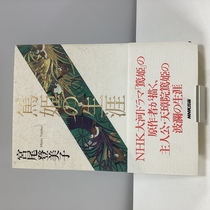 篤姫の生涯
宮尾登美子
NHK大河ドラマ「篤姫」の
原作者が描く、
主人公・天璋院篤姫の
波瀾の生涯
NHK出版